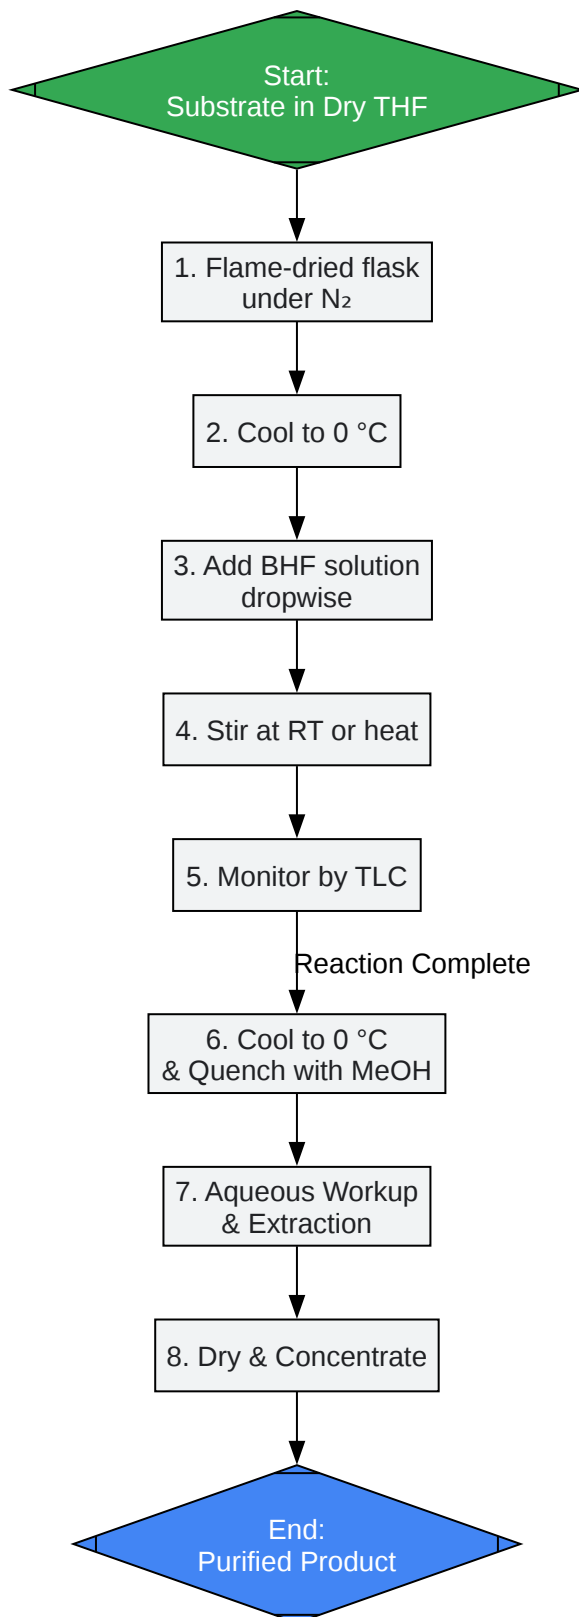 Start:
Substrate in Dry THF
1. Flame-dried flask
under N₂
2. Cool to 0 °C
3. Add BHF solution
dropwise
4. Stir at RT or heat
5. Monitor by TLC
Reaction Complete
6. Cool to 0 °C
& Quench with MeOH
7. Aqueous Workup
& Extraction
8. Dry & Concentrate
End:
Purified Product